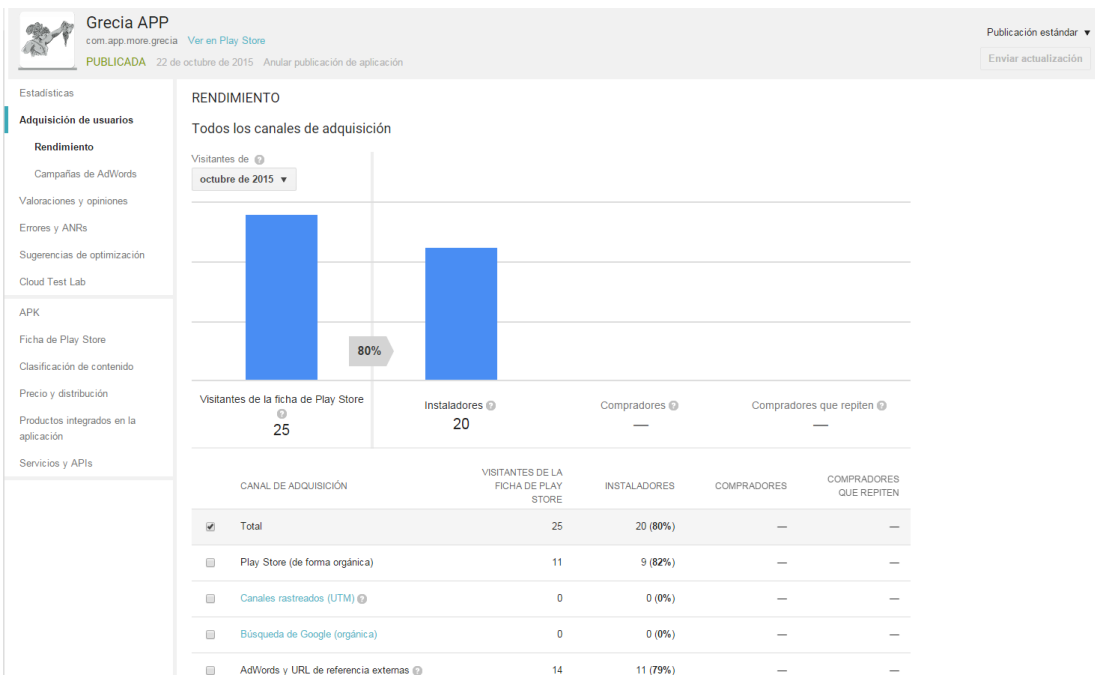 Grecia APP
com.app.more.grecia Ver en Play Store
PUBLICADA 22 de octubre de 2015 Anular publicación de aplicación
Publicación estándar ▼
Enviar actualización
Estadísticas
Adquisición de usuarios
Rendimiento
Campañas de AdWords
Valoraciones y opiniones
Errores y ANRs
Sugerencias de optimización
Cloud Test Lab
APK
Ficha de Play Store
Clasificación de contenido
Precio y distribución
Productos integrados en la
aplicación
Servicios y APIs
RENDIMIENTO
Todos los canales de adquisición
Visitantes de ?
octubre de 2015 ▼
80%
Visitantes de la ficha de Play Store
?
25
Instaladores ?
20
Compradores ?
—
Compradores que repiten ?
—
CANAL DE ADQUISICIÓN
VISITANTES DE LA
FICHA DE PLAY
STORE
INSTALADORES
COMPRADORES
COMPRADORES
QUE REPITEN
Total 25 20 (80%) — —
Play Store (de forma orgánica) 11 9 (82%) — —
Canales rastreados (UTM) ? 0 0 (0%) — —
Búsqueda de Google (orgánica) 0 0 (0%) — —
AdWords y URL de referencia externas ? 14 11 (79%) — —